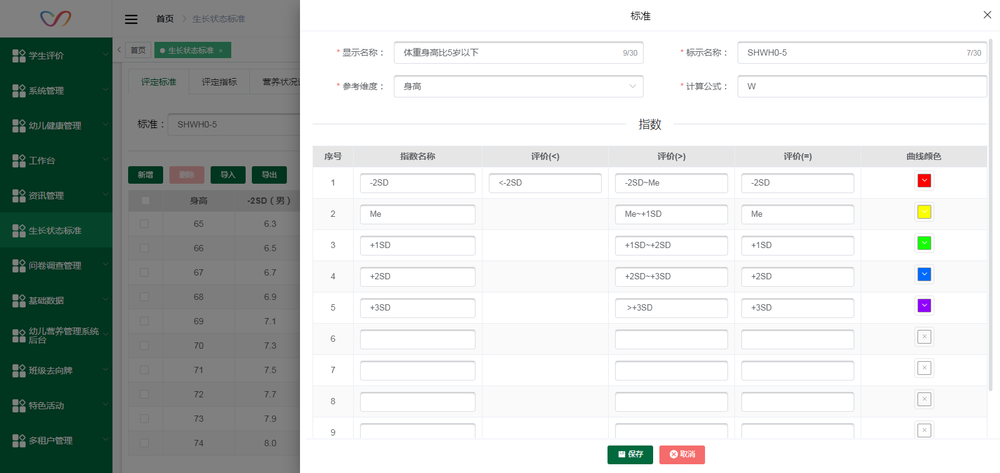 首页 > 生长状态标准
首页
生长状态标准 ×
学生评价
系统管理
幼儿健康管理
工作台
资讯管理
生长状态标准
问卷调查管理
基础数据
幼儿营养管理系统
后台
班级去向牌
特色活动
多租户管理
评定标准 评定指标 营养状况
标准： SHWH0-5
新增 删除 导入 导出
身高 -2SD（男）
65 6.3
66 6.5
67 6.7
68 6.9
69 7.1
70 7.3
71 7.5
72 7.7
73 7.9
74 8.0
标准
* 显示名称： 体重身高比5岁以下 9/30 * 标示名称： SHWH0-5 7/30
* 参考维度： 身高 * 计算公式： W
指数
序号 指数名称 评价(<) 评价(>) 评价(=) 曲线颜色
1 -2SD <-2SD -2SD~Me -2SD
2 Me Me~+1SD Me
3 +1SD +1SD~+2SD +1SD
4 +2SD +2SD~+3SD +2SD
5 +3SD >+3SD +3SD
6
7
8
9
保存 取消